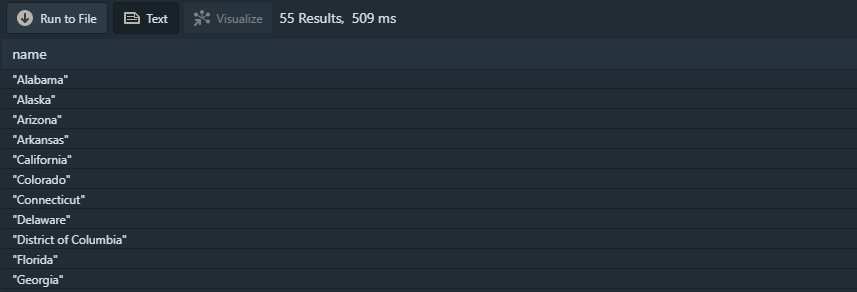 Run to File Text Visualize 55 Results, 509 ms
name
"Alabama"
"Alaska"
"Arizona"
"Arkansas"
"California"
"Colorado"
"Connecticut"
"Delaware"
"District of Columbia"
"Florida"
"Georgia"